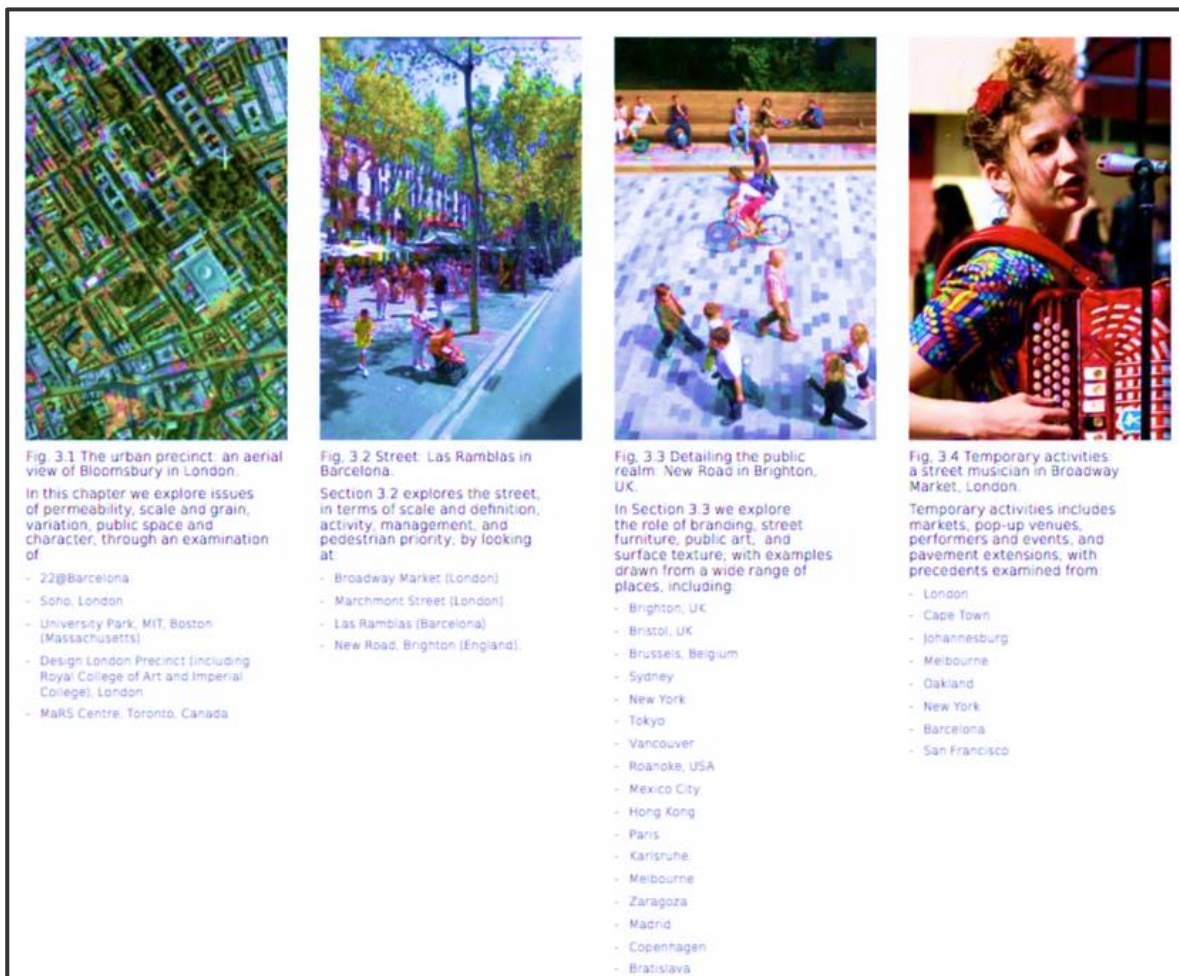 Fig. 3.1 The urban precinct: an aerial
view of Bloomsbury in London.
In this chapter we explore issues
of permeability, scale and grain,
variation, public space and
character, through an examination
of
- 22@Barcelona
- Soho, London
- University Park, MIT, Boston
(Massachusetts)
- Design London Precinct (including
Royal College of Art and Imperial
College), London
- MaRS Centre, Toronto, Canada
Fig. 3.2 Street: Las Ramblas in
Barcelona.
Section 3.2 explores the street,
in terms of scale and definition,
activity, management, and
pedestrian priority; by looking
at
- Broadway Market (London)
- Marchmont Street (London)
- Las Ramblas (Barcelona)
- New Road, Brighton (England).
Fig. 3.3 Detailing the public
realm: New Road in Brighton,
UK.
In Section 3.3 we explore
the role of branding, street
furniture, public art, and
surface texture; with examples
drawn from a wide range of
places, including:
- Brighton, UK
- Bristol, UK
- Brussels, Belgium
- Sydney
- New York
- Tokyo
- Vancouver
- Roanoke, USA
- Mexico City
- Hong Kong
- Paris
- Karlsruhe.
- Melbourne
- Zaragoza
- Madrid
- Copenhagen
- Bratislava
Fig. 3.4 Temporary activities:
a street musician in Broadway
Market, London.
Temporary activities includes
markets, pop-up venues,
performers and events, and
pavement extensions, with
precedents examined from
- London
- Cape Town
- Johannesburg
- Melbourne
- Oakland
- New York
- Barcelona
- San Francisco